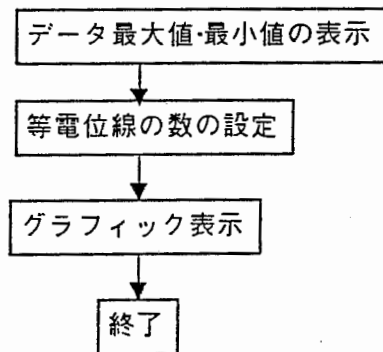 データ最大値･最小値の表示
等電位線の数の設定
グラフィック表示
終了